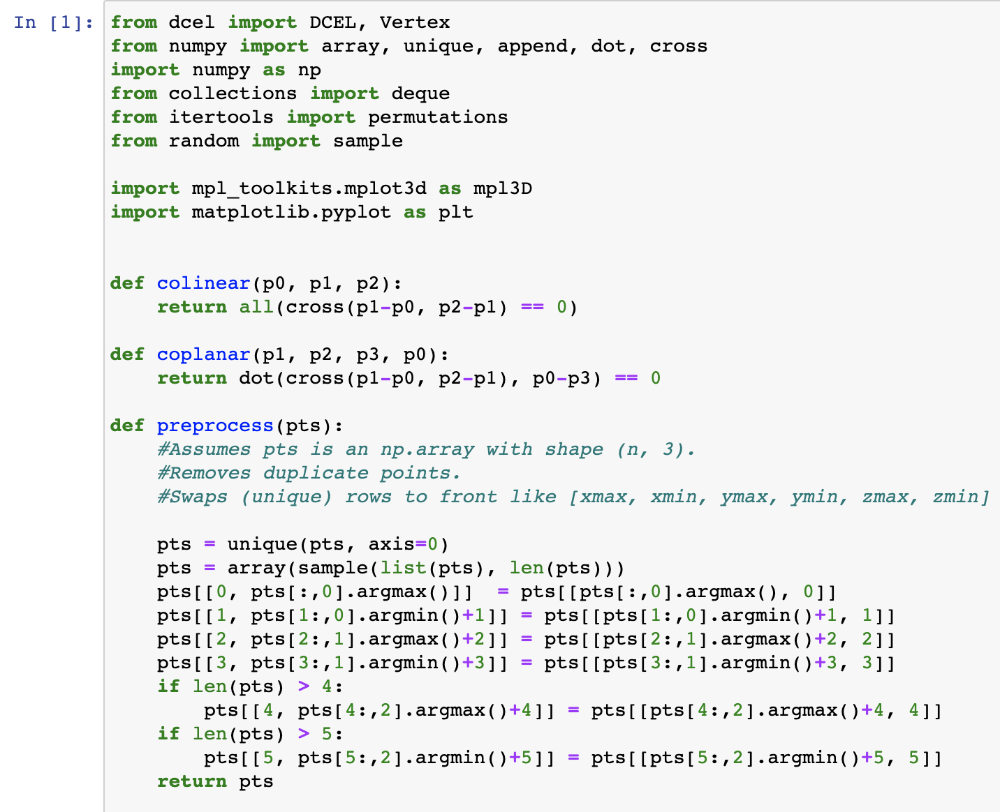 In [1]: from dcel import DCEL, Vertex
from numpy import array, unique, append, dot, cross
import numpy as np
from collections import deque
from itertools import permutations
from random import sample

import mpl_toolkits.mplot3d as mpl3D
import matplotlib.pyplot as plt


def colinear(p0, p1, p2):
    return all(cross(p1-p0, p2-p1) == 0)

def coplanar(p1, p2, p3, p0):
    return dot(cross(p1-p0, p2-p1), p0-p3) == 0

def preprocess(pts):
    #Assumes pts is an np.array with shape (n, 3).
    #Removes duplicate points.
    #Swaps (unique) rows to front like [xmax, xmin, ymax, ymin, zmax, zmin]

    pts = unique(pts, axis=0)
    pts = array(sample(list(pts), len(pts)))
    pts[[0, pts[:,0].argmax()]]  = pts[[pts[:,0].argmax(), 0]]
    pts[[1, pts[1:,0].argmin()+1]] = pts[[pts[1:,0].argmin()+1, 1]]
    pts[[2, pts[2:,1].argmax()+2]] = pts[[pts[2:,1].argmax()+2, 2]]
    pts[[3, pts[3:,1].argmin()+3]] = pts[[pts[3:,1].argmin()+3, 3]]
    if len(pts) > 4:
        pts[[4, pts[4:,2].argmax()+4]] = pts[[pts[4:,2].argmax()+4, 4]]
    if len(pts) > 5:
        pts[[5, pts[5:,2].argmin()+5]] = pts[[pts[5:,2].argmin()+5, 5]]
    return pts